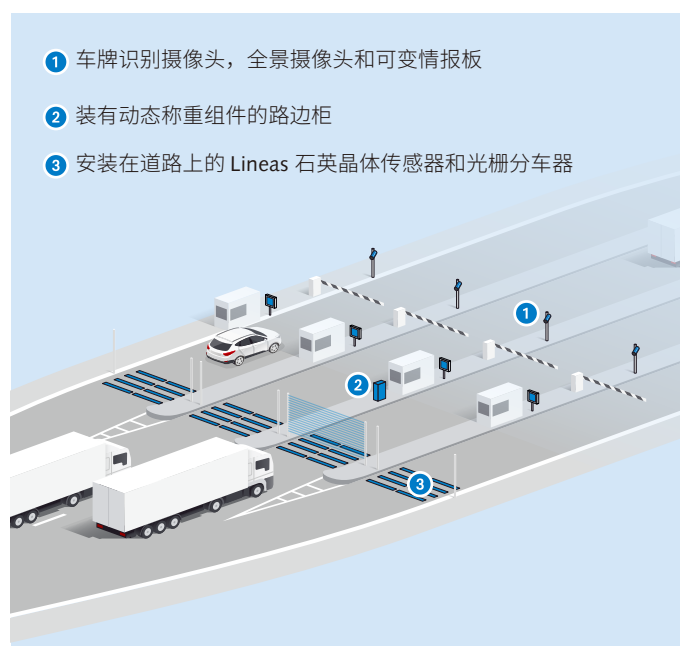 1 车牌识别摄像头，全景摄像头和可变情报板
2 装有动态称重组件的路边柜
3 安装在道路上的 Lineas 石英晶体传感器和光栅分车器
1
2
3